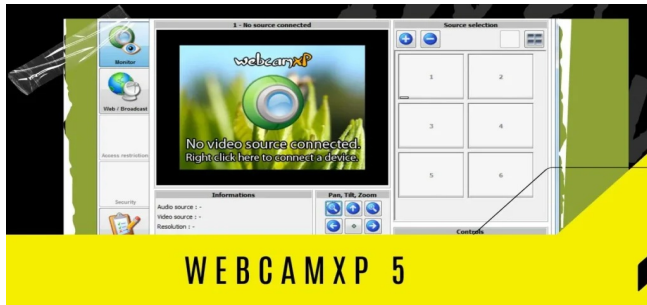 1 - No source connected
Source selection
Monitor
webcamXP
Web / Broadcast
1
2
No video source connected.
Right click here to connect a device.
3
4
Access restriction
5
6
Security
Informations
Pan, Tilt, Zoom
Audio source : -
Video source : -
Resolution : -
Controls
WEBCAMXP 5